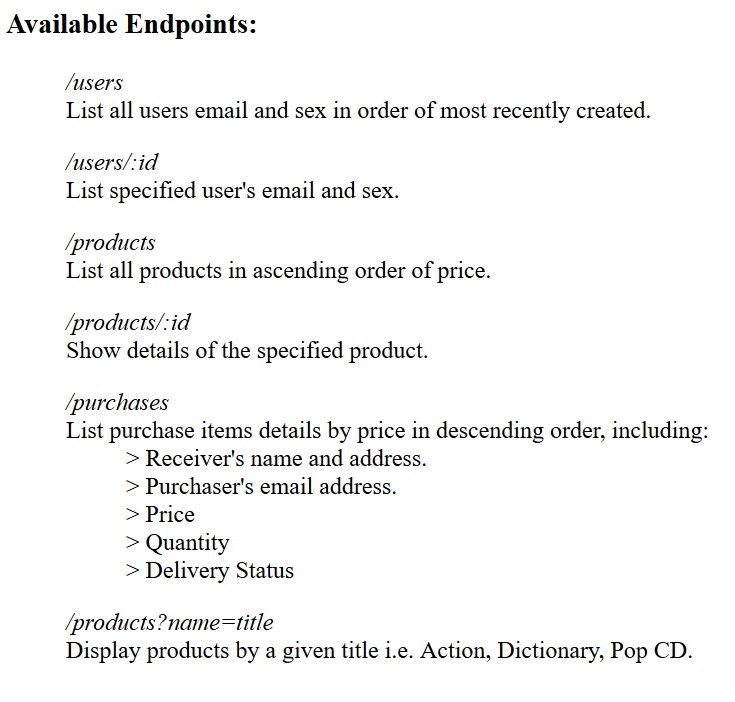 Available Endpoints:
/users
List all users email and sex in order of most recently created.
/users/:id
List specified user's email and sex.
/products
List all products in ascending order of price.
/products/:id
Show details of the specified product.
/purchases
List purchase items details by price in descending order, including:
> Receiver's name and address.
> Purchaser's email address.
> Price
> Quantity
> Delivery Status
/products?name=title
Display products by a given title i.e. Action, Dictionary, Pop CD.